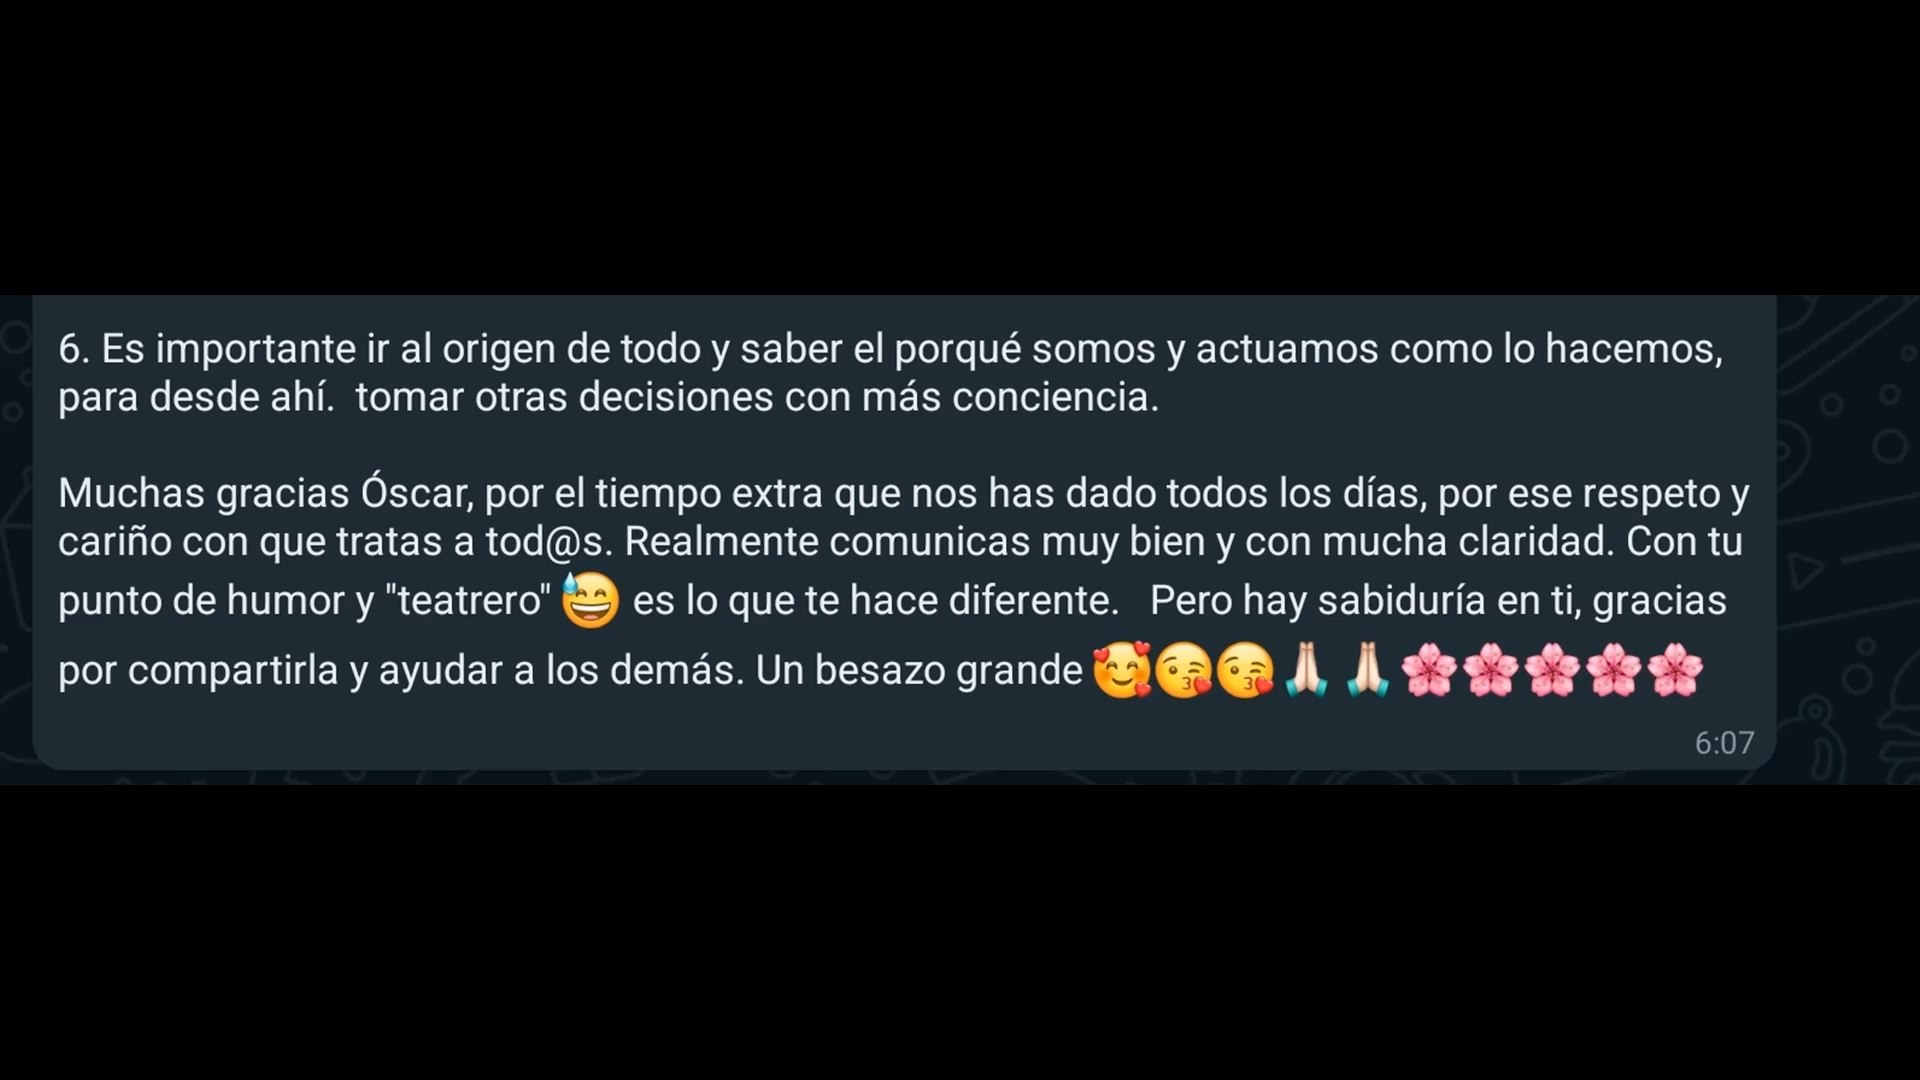 6. Es importante ir al origen de todo y saber el porqué somos y actuamos como lo hacemos,
para desde ahí.  tomar otras decisiones con más conciencia.
Muchas gracias Óscar, por el tiempo extra que nos has dado todos los días, por ese respeto y
cariño con que tratas a tod@s. Realmente comunicas muy bien y con mucha claridad. Con tu
punto de humor y "teatrero"😅 es lo que te hace diferente.   Pero hay sabiduría en ti, gracias
por compartirla y ayudar a los demás. Un besazo grande 🥰😘😘🙏🏻🙏🏻🌸🌸🌸🌸🌸
6:07